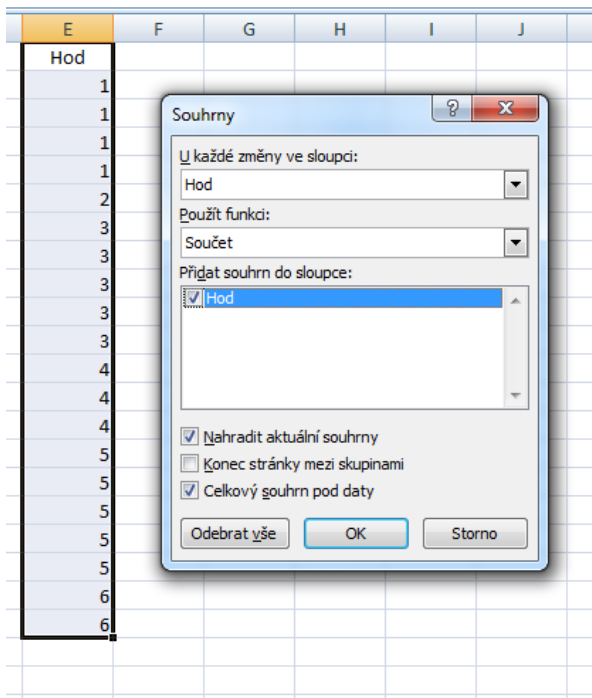 E F G H I J
Hod
1
1
1
1
2
3
3
3
3
3
4
4
4
5
5
5
5
5
6
6
Souhrny
U každé změny ve sloupci:
Hod
Použít funkci:
Součet
Přidat souhrn do sloupce:
Hod
Nahradit aktuální souhrny
Konec stránky mezi skupinami
Celkový souhrn pod daty
Odebrat vše OK Storno